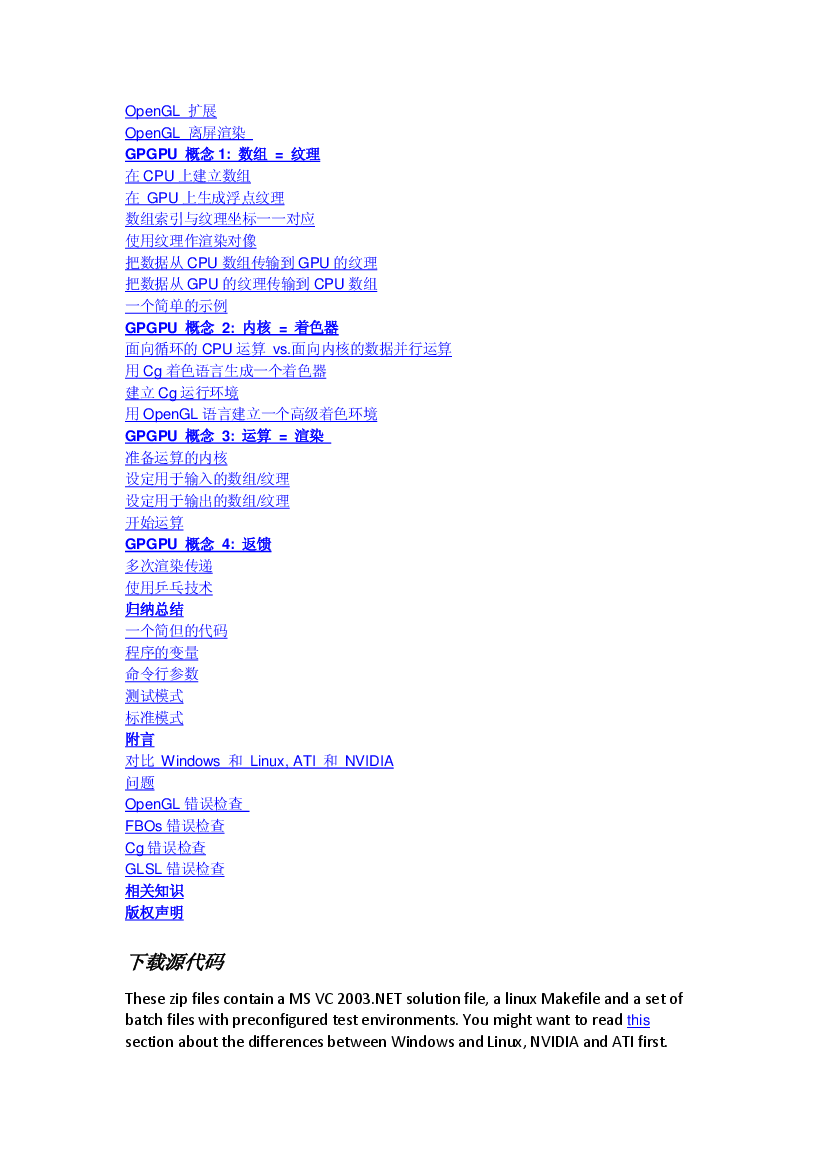 OpenGL 扩展
OpenGL 离屏渲染
GPGPU 概念 1: 数组 = 纹理
在 CPU 上建立数组
在 GPU 上生成浮点纹理
数组索引与纹理坐标一一对应
使用纹理作渲染对像
把数据从 CPU 数组传输到 GPU 的纹理
把数据从 GPU 的纹理传输到 CPU 数组
一个简单的示例
GPGPU 概念 2: 内核 = 着色器
面向循环的 CPU 运算 vs.面向内核的数据并行运算
用 Cg 着色语言生成一个着色器
建立 Cg 运行环境
用 OpenGL 语言建立一个高级着色环境
GPGPU 概念 3: 运算 = 渲染
准备运算的内核
设定用于输入的数组/纹理
设定用于输出的数组/纹理
开始运算
GPGPU 概念 4: 返馈
多次渲染传递
使用乒乓技术
归纳总结
一个简但的代码
程序的变量
命令行参数
测试模式
标准模式
附言
对比 Windows 和 Linux, ATI 和 NVIDIA
问题
OpenGL 错误检查
FBOs 错误检查
Cg 错误检查
GLSL 错误检查
相关知识
版权声明
下载源代码
These zip files contain a MS VC 2003.NET solution file, a linux Makefile and a set of
batch files with preconfigured test environments. You might want to read this
section about the differences between Windows and Linux, NVIDIA and ATI first.